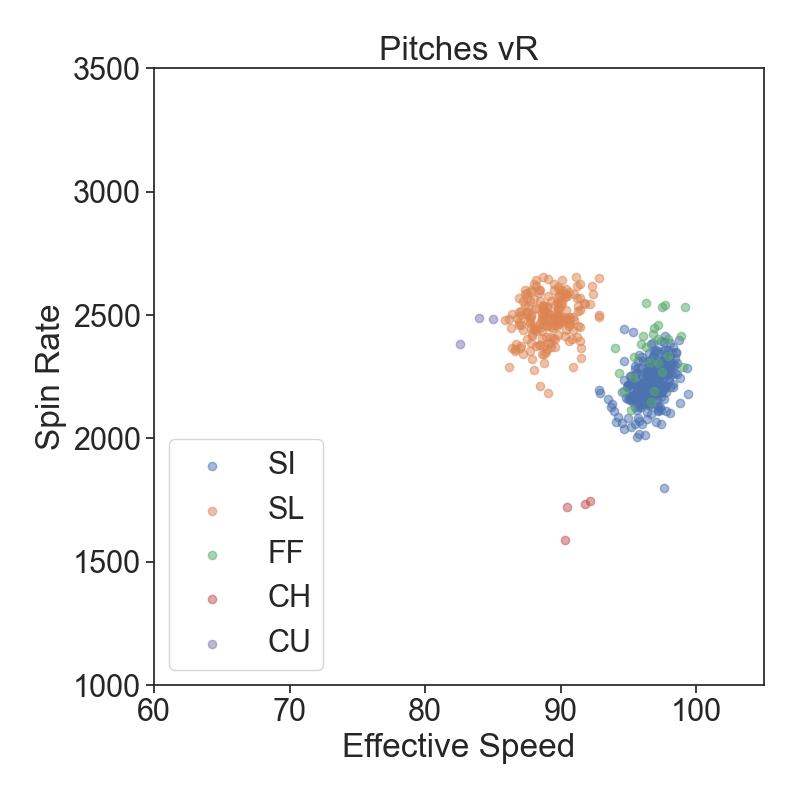 Pitches vR
3500
3000
2500
2000
1500
1000
Spin Rate
SI
SL
FF
CH
CU
60 70 80 90 100
Effective Speed